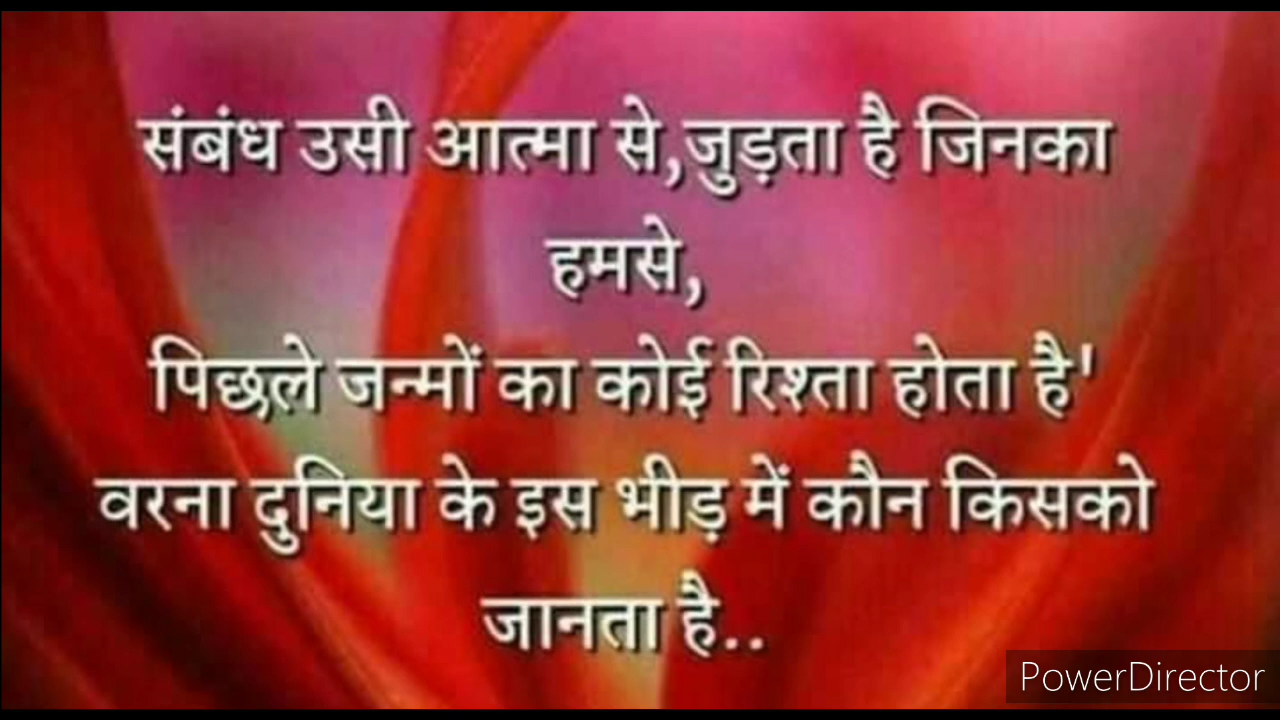 संबंध उसी आत्मा से,जुड़ता है जिनका
हमसे,
पिछले जन्मों का कोई रिश्ता होता है'
वरना दुनिया के इस भीड़ में कौन किसको
जानता है..
PowerDirector